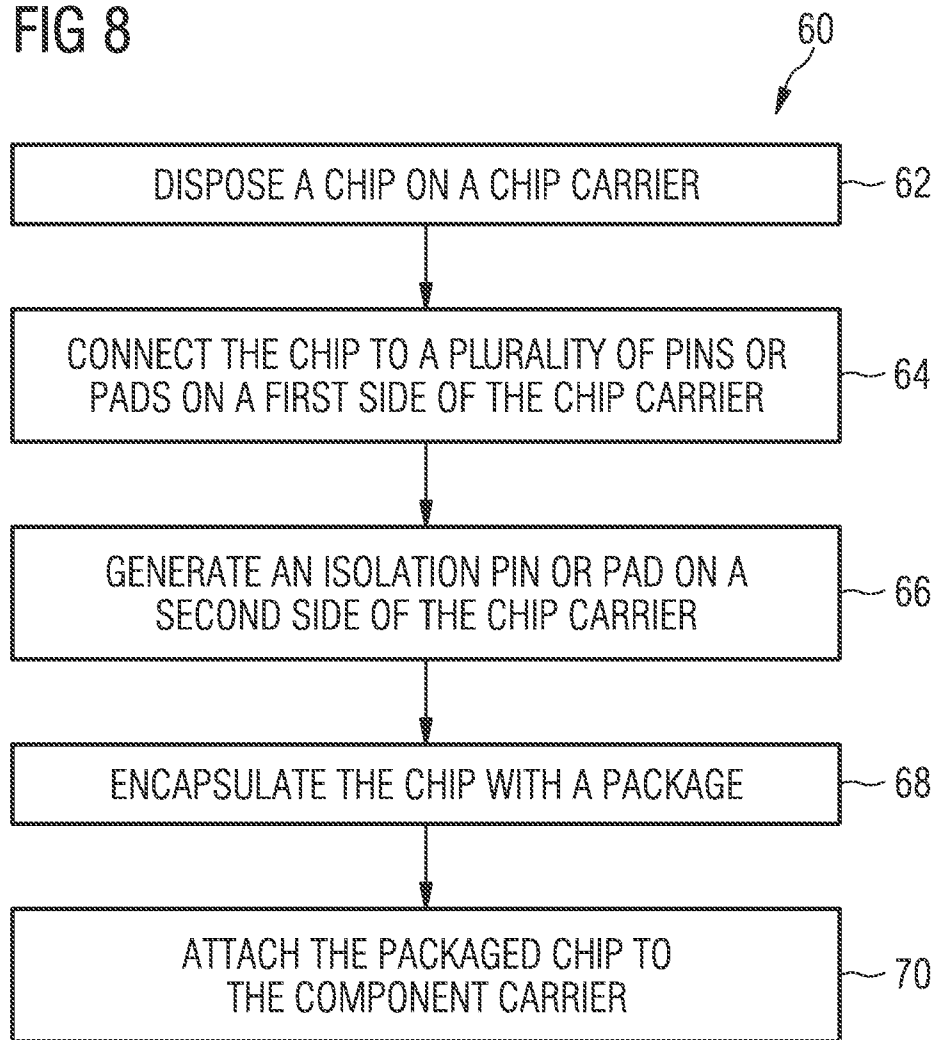 FIG 8
60
DISPOSE A CHIP ON A CHIP CARRIER
62
CONNECT THE CHIP TO A PLURALITY OF PINS OR
PADS ON A FIRST SIDE OF THE CHIP CARRIER
64
GENERATE AN ISOLATION PIN OR PAD ON A
SECOND SIDE OF THE CHIP CARRIER
66
ENCAPSULATE THE CHIP WITH A PACKAGE
68
ATTACH THE PACKAGED CHIP TO
THE COMPONENT CARRIER
70